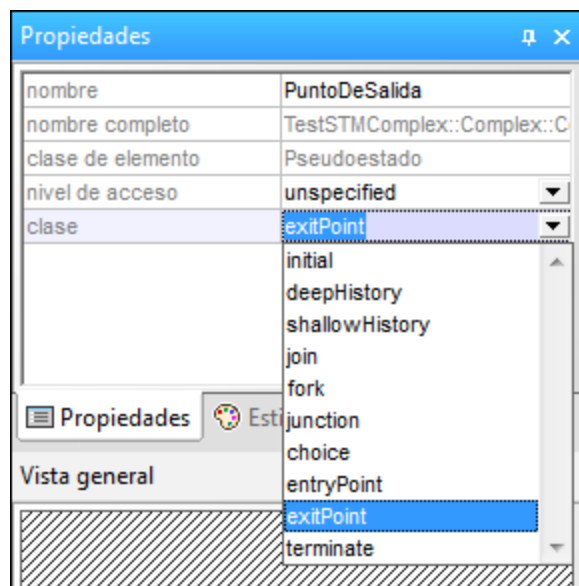 Propiedades
nombre PuntoDeSalida
nombre completo TestSTMComplex::Complex::C
clase de elemento Pseudoestado
nivel de acceso unspecified
clase exitPoint
initial
deepHistory
shallowHistory
join
fork
Propiedades Esti junction
choice
Vista general
entryPoint
exitPoint
terminate